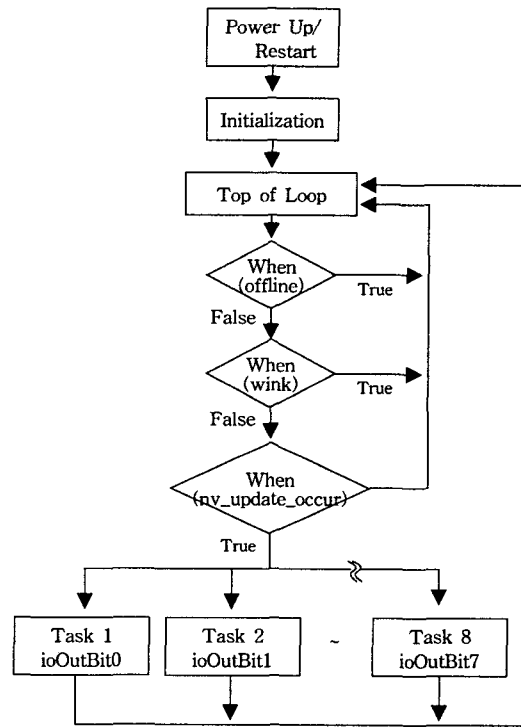 Power Up/
Restart
Initialization
Top of Loop
When
(offline)
True
False
When
(wink)
True
False
When
(nv_update_occur)
True
Task 1
ioOutBit0
Task 2
ioOutBit1
~
Task 8
ioOutBit7